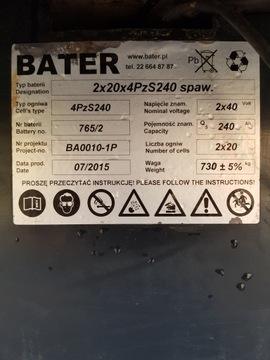 BATER
www.bater.pl
tel. 22 664 87 87
Pb
Typ baterii
Designation
2x20x4PzS240 spaw.
Typ ogniwa
Cell's type
4PzS240
Napięcie znam.
Nominal voltage
2x40
Volt
Nr baterii
Battery no.
765/2
Pojemność znam.
Capacity
Q5
240
Ah
Nr projektu
Project-no.
BA0010-1P
Liczba ogniw
Number of cells
2x20
Data prod.
Date
07/2015
Waga
Weight
730 ± 5%
kg
PROSZĘ PRZECZYTAĆ INSTRUKCJĘ! PLEASE FOLLOW THE INSTRUCTIONS!